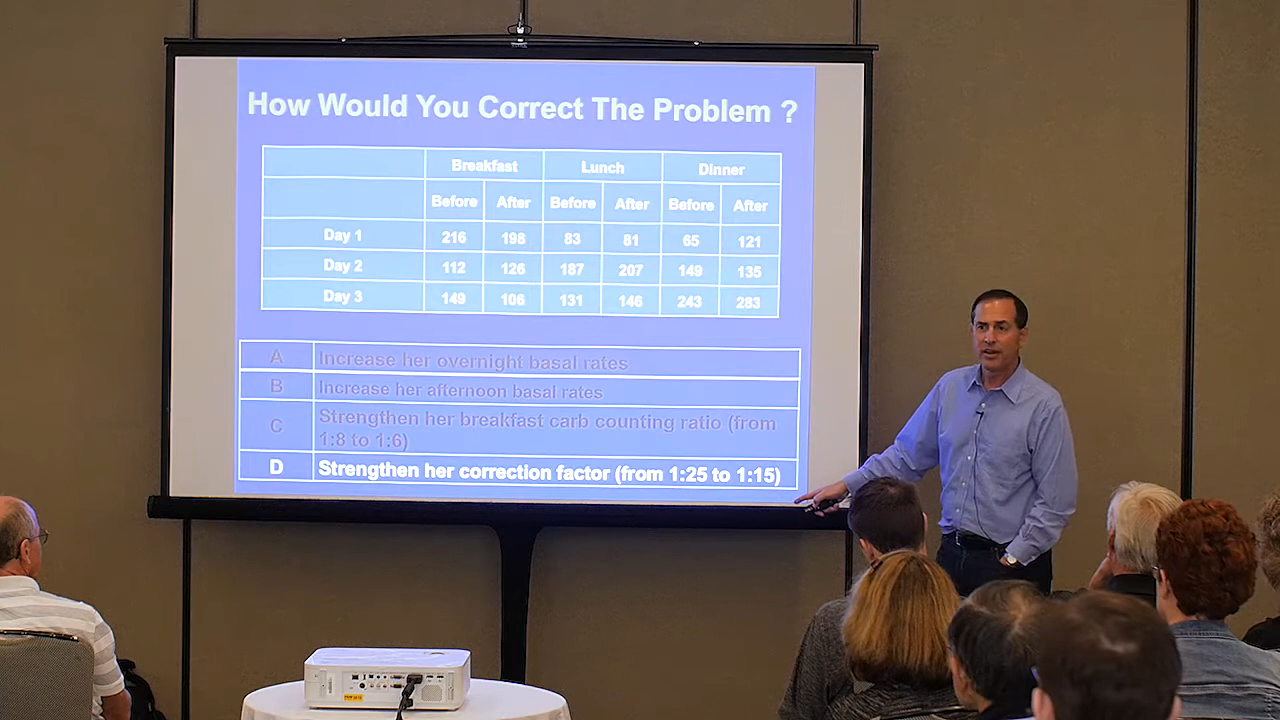 How Would You Correct The Problem ?
Breakfast Lunch Dinner
Before After Before After Before After
Day 1 216 198 83 81 65 121
Day 2 112 126 187 207 149 135
Day 3 149 106 131 146 243 283
A Increase her overnight basal rates
B Increase her afternoon basal rates
C Strengthen her breakfast carb counting ratio (from
1:8 to 1:6)
D Strengthen her correction factor (from 1:25 to 1:15)